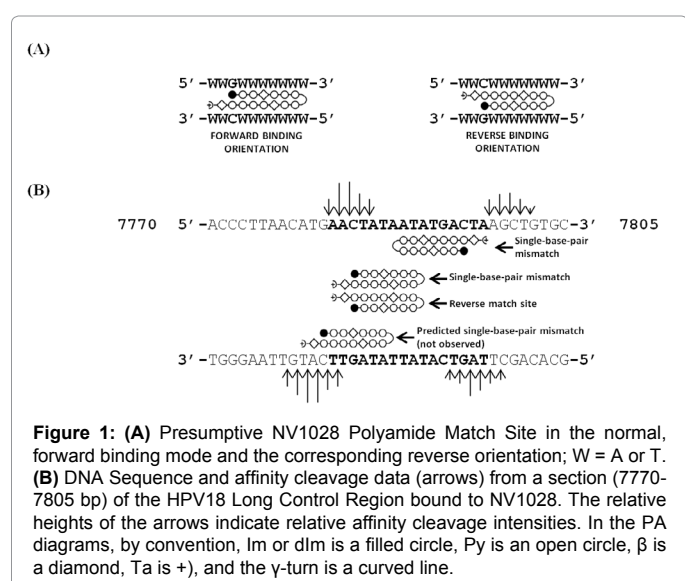 (A)
5′-WWGWWWWWWW-3′
3′-WWCWWWWWWW-5′
FORWARD BINDING
ORIENTATION
5′-WWCWWWWWWW-3′
3′-WWGWWWWWWW-5′
REVERSE BINDING
ORIENTATION
(B)
7770 5′-ACCCTTAACATGAACTATAATATGACTAAGCTGTGC-3′ 7805
Single-base-pair
mismatch
Single-base-pair mismatch
Reverse match site
Predicted single-base-pair mismatch
(not observed)
3′-TGGGAATTGTACTTGATATTATACTGATTCGACACG-5′
Figure 1: (A) Presumptive NV1028 Polyamide Match Site in the normal,
forward binding mode and the corresponding reverse orientation; W = A or T.
(B) DNA Sequence and affinity cleavage data (arrows) from a section (7770-
7805 bp) of the HPV18 Long Control Region bound to NV1028. The relative
heights of the arrows indicate relative affinity cleavage intensities. In the PA
diagrams, by convention, Im or dIm is a filled circle, Py is an open circle, β is
a diamond, Ta is +), and the γ-turn is a curved line.